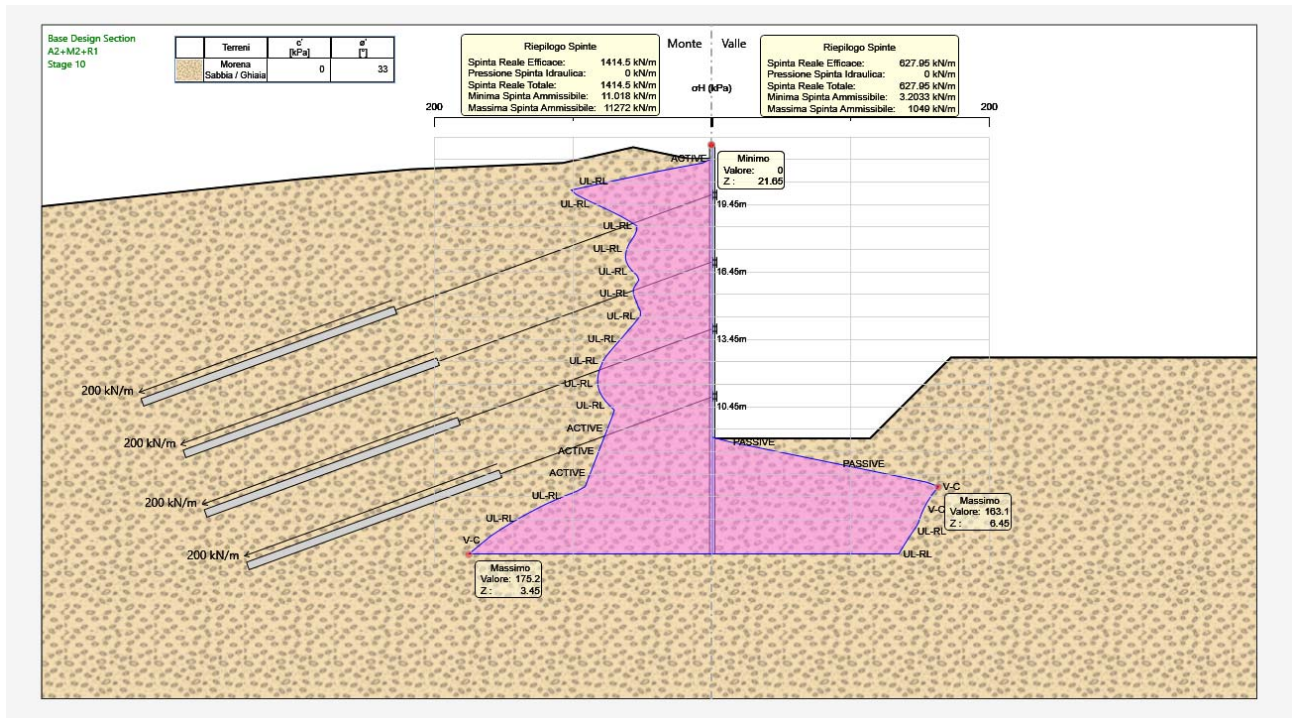 Base Design Section
A2+M2+R1
Stage 10
Terreni c' [kPa] ø' [°]
Morena Sabbia / Ghiaia 0 33
Riepilogo Spinte
Spinta Reale Efficace: 1414.5 kN/m
Pressione Spinta Idraulica: 0 kN/m
Spinta Reale Totale: 1414.5 kN/m
Minima Spinta Ammissibile: 11.018 kN/m
Massima Spinta Ammissibile: 11272 kN/m
Monte
Valle
σH (kPa)
Riepilogo Spinte
Spinta Reale Efficace: 627.95 kN/m
Pressione Spinta Idraulica: 0 kN/m
Spinta Reale Totale: 627.95 kN/m
Minima Spinta Ammissibile: 3.2033 kN/m
Massima Spinta Ammissibile: 1049 kN/m
200
200
ACTIVE
Minimo
Valore: 0
Z : 21.65
UL-RL
UL-RL
19.45m
UL-RL
UL-RL
UL-RL
16.45m
UL-RL
UL-RL
UL-RL
13.45m
UL-RL
UL-RL
200 kN/m
UL-RL
10.45m
ACTIVE
200 kN/m
PASSIVE
ACTIVE
PASSIVE
ACTIVE
V-C
UL-RL
Massimo
Valore: 163.1
Z : 6.45
200 kN/m
V-C
UL-RL
UL-RL
V-C
200 kN/m
UL-RL
Massimo
Valore: 175.2
Z : 3.45